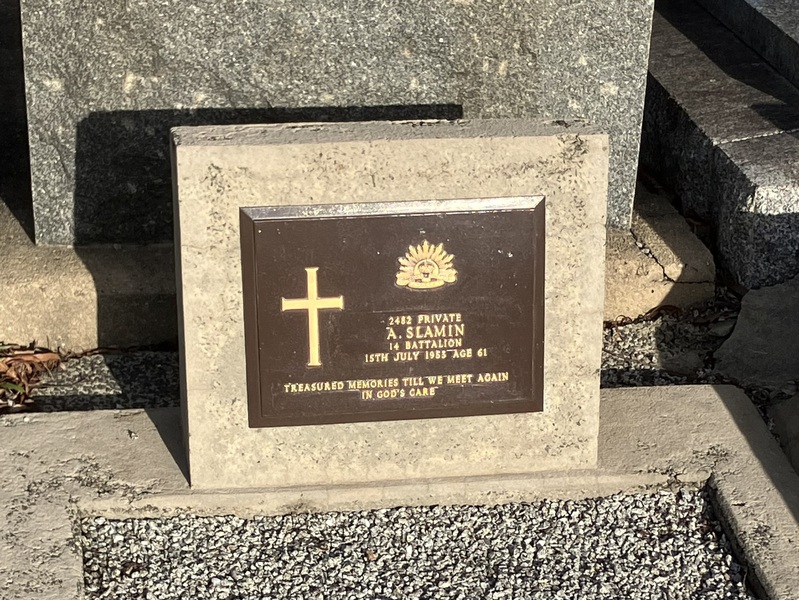 2482 PRIVATE
A. SLAMIN
14 BATTALION
15TH JULY 1955 AGE 61
TREASURED MEMORIES TILL WE MEET AGAIN
IN GOD'S CARE